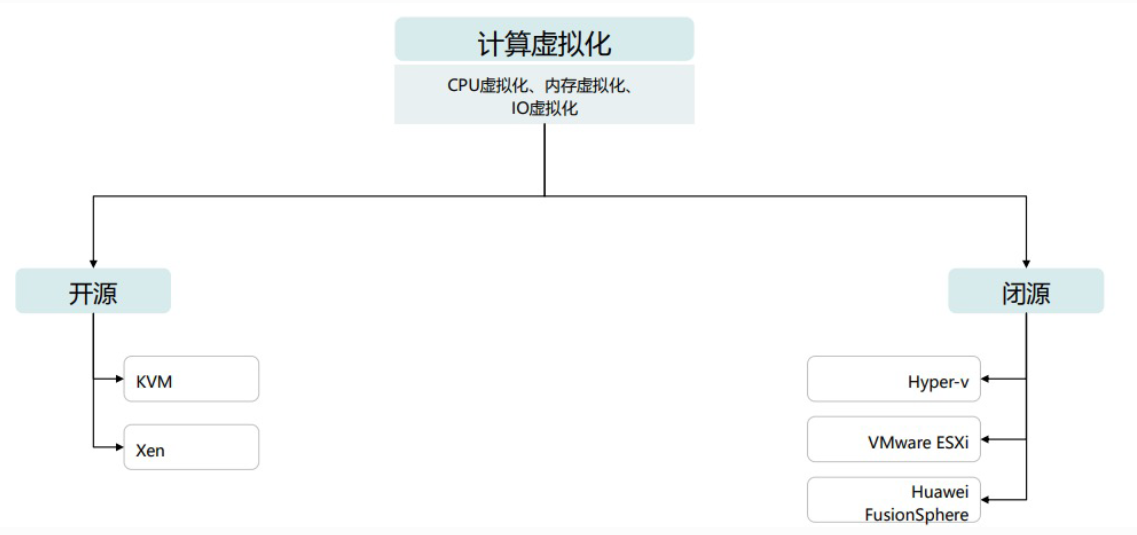 计算虚拟化
CPU虚拟化、内存虚拟化、
IO虚拟化
开源
闭源
KVM
Xen
Hyper-v
VMware ESXi
Huawei
FusionSphere